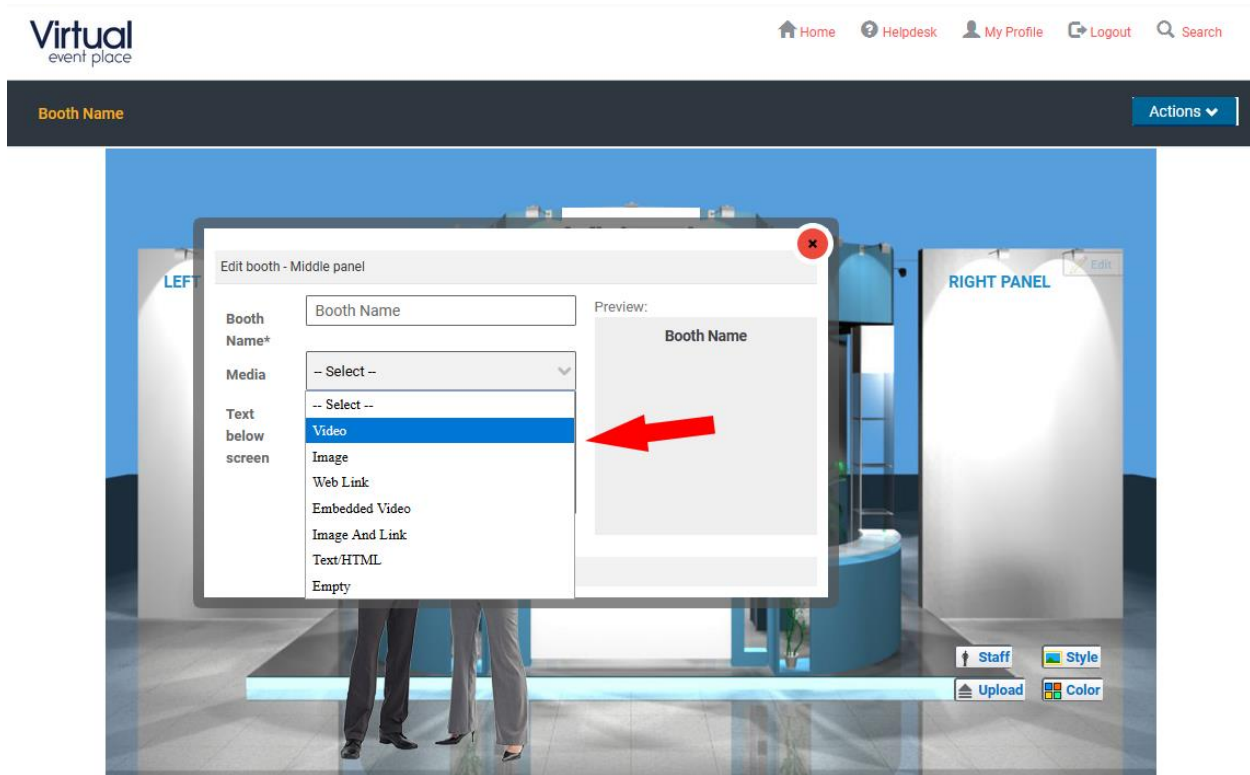 Virtual
event place
Home
Helpdesk
My Profile
Logout
Search
Booth Name
Actions
LEFT
RIGHT PANEL
Edit
Edit booth - Middle panel
Booth
Name*
Booth Name
Preview:
Booth Name
Media
-- Select --
-- Select --
Video
Image
Web Link
Embedded Video
Image And Link
Text/HTML
Empty
Text
below
screen
Staff
Style
Upload
Color